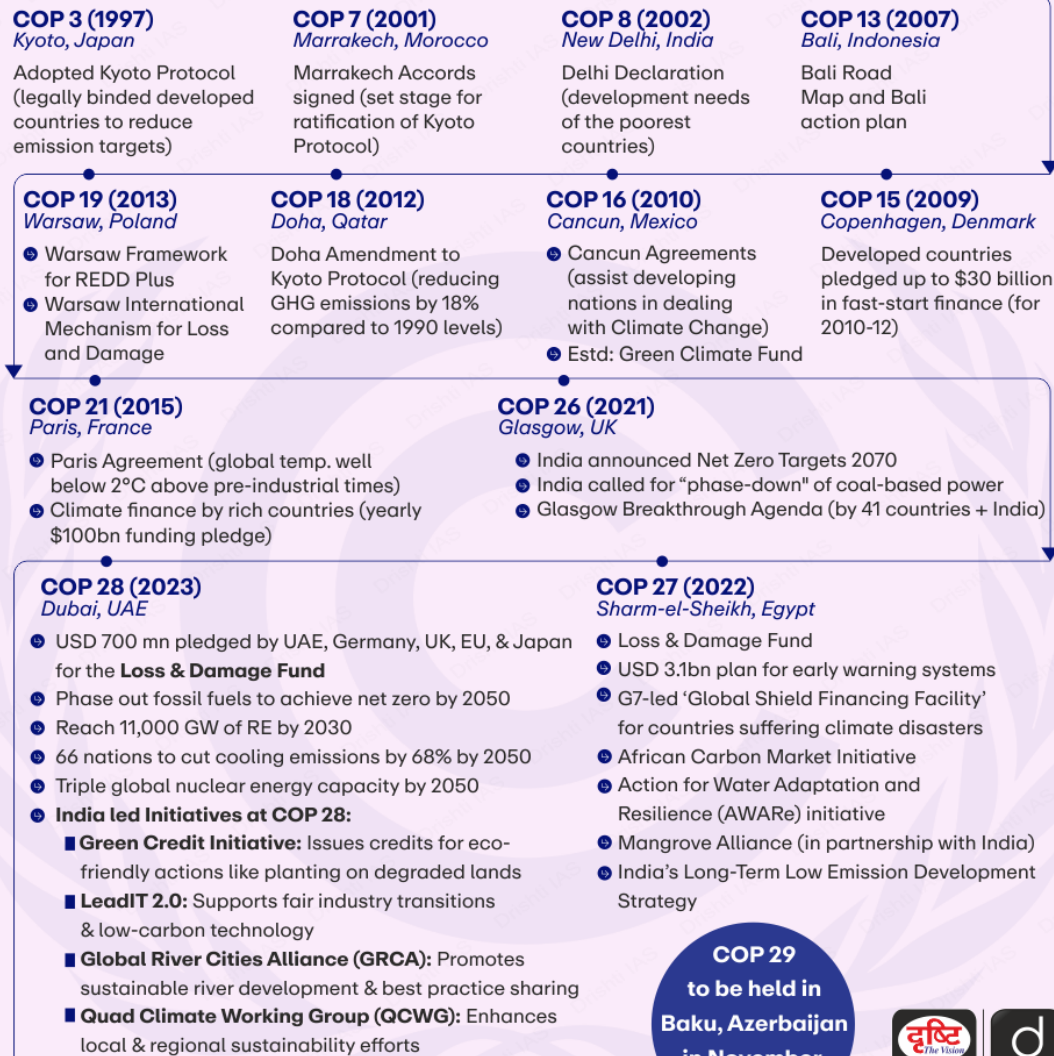 COP 3 (1997)
Kyoto, Japan
Adopted Kyoto Protocol
(legally binded developed
countries to reduce
emission targets)
COP 7 (2001)
Marrakech, Morocco
Marrakech Accords
signed (set stage for
ratification of Kyoto
Protocol)
COP 8 (2002)
New Delhi, India
Delhi Declaration
(development needs
of the poorest
countries)
COP 13 (2007)
Bali, Indonesia
Bali Road
Map and Bali
action plan
COP 19 (2013)
Warsaw, Poland
Warsaw Framework
for REDD Plus
Warsaw International
Mechanism for Loss
and Damage
COP 18 (2012)
Doha, Qatar
Doha Amendment to
Kyoto Protocol (reducing
GHG emissions by 18%
compared to 1990 levels)
COP 16 (2010)
Cancun, Mexico
Cancun Agreements
(assist developing
nations in dealing
with Climate Change)
Estd: Green Climate Fund
COP 15 (2009)
Copenhagen, Denmark
Developed countries
pledged up to $30 billion
in fast-start finance (for
2010-12)
COP 21 (2015)
Paris, France
Paris Agreement (global temp. well
below 2°C above pre-industrial times)
Climate finance by rich countries (yearly
$100bn funding pledge)
COP 26 (2021)
Glasgow, UK
India announced Net Zero Targets 2070
India called for “phase-down" of coal-based power
Glasgow Breakthrough Agenda (by 41 countries + India)
COP 28 (2023)
Dubai, UAE
USD 700 mn pledged by UAE, Germany, UK, EU, & Japan
for the Loss & Damage Fund
Phase out fossil fuels to achieve net zero by 2050
Reach 11,000 GW of RE by 2030
66 nations to cut cooling emissions by 68% by 2050
Triple global nuclear energy capacity by 2050
India led Initiatives at COP 28:
Green Credit Initiative: Issues credits for eco-
friendly actions like planting on degraded lands
LeadIT 2.0: Supports fair industry transitions
& low-carbon technology
Global River Cities Alliance (GRCA): Promotes
sustainable river development & best practice sharing
Quad Climate Working Group (QCWG): Enhances
local & regional sustainability efforts
COP 27 (2022)
Sharm-el-Sheikh, Egypt
Loss & Damage Fund
USD 3.1bn plan for early warning systems
G7-led ‘Global Shield Financing Facility’
for countries suffering climate disasters
African Carbon Market Initiative
Action for Water Adaptation and
Resilience (AWARe) initiative
Mangrove Alliance (in partnership with India)
India’s Long-Term Low Emission Development
Strategy
COP 29
to be held in
Baku, Azerbaijan
in November
दृष्टि
The Vision
d